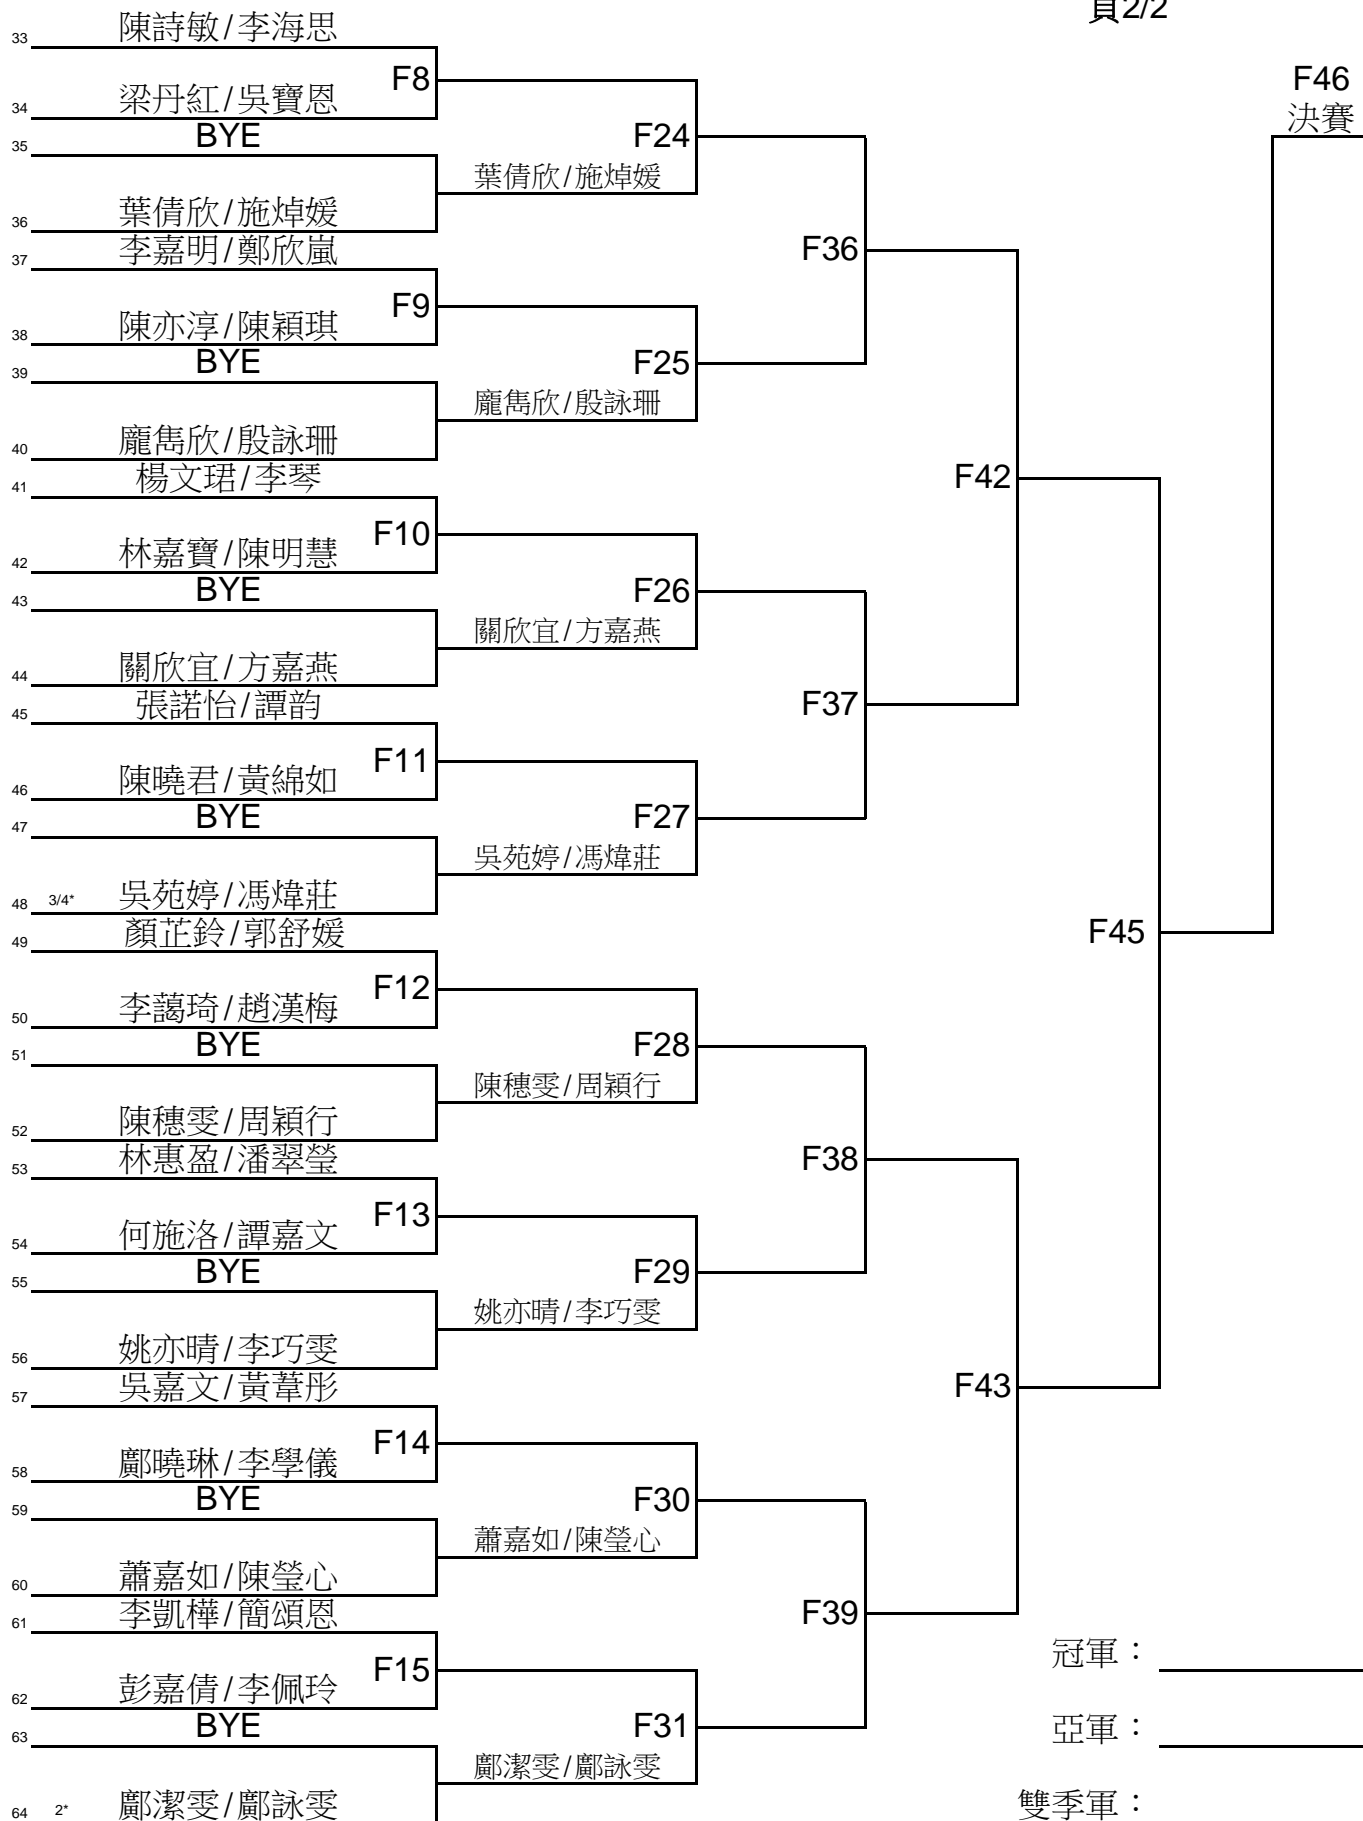 頁2/2
33 陳詩敏/李海思
F8
F46
34 梁丹紅/吳寶恩
決賽
35 BYE
F24
葉倩欣/施焯媛
36 葉倩欣/施焯媛
37 李嘉明/鄭欣嵐
F36
F9
38 陳亦淳/陳穎琪
39 BYE
F25
龐雋欣/殷詠珊
40 龐雋欣/殷詠珊
41 楊文珺/李琴
F42
F10
42 林嘉寶/陳明慧
43 BYE
F26
關欣宜/方嘉燕
44 關欣宜/方嘉燕
45 張諾怡/譚韵
F37
F11
46 陳曉君/黃綿如
47 BYE
F27
吳苑婷/馮煒莊
48 3/4* 吳苑婷/馮煒莊
49 顏芷鈴/郭舒媛
F45
F12
50 李藹琦/趙漢梅
51 BYE
F28
陳穗雯/周穎行
52 陳穗雯/周穎行
53 林惠盈/潘翠瑩
F38
F13
54 何施洛/譚嘉文
55 BYE
F29
姚亦晴/李巧雯
56 姚亦晴/李巧雯
57 吳嘉文/黃葦彤
F43
F14
58 鄺曉琳/李學儀
59 BYE
F30
蕭嘉如/陳瑩心
60 蕭嘉如/陳瑩心
61 李凱樺/簡頌恩
F39
冠軍：
F15
62 彭嘉倩/李佩玲
63 BYE
F31
亞軍：
鄺潔雯/鄺詠雯
64 2* 鄺潔雯/鄺詠雯
雙季軍：